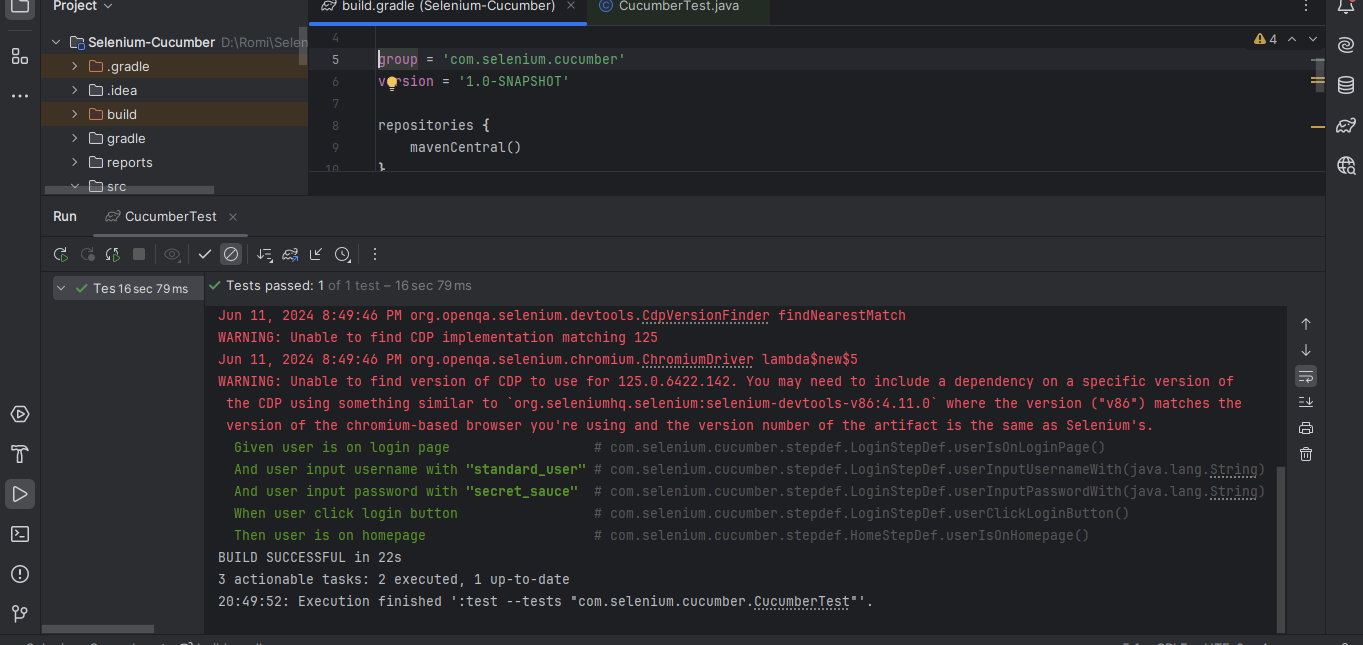 Project
build.gradle (Selenium-Cucumber)
CucumberTest.java
Selenium-Cucumber D:\Romi\Selen
.gradle
.idea
build
gradle
reports
src
4
5 group = 'com.selenium.cucumber'
6 version = '1.0-SNAPSHOT'
7
8 repositories {
9 mavenCentral()
10 }
4
Run CucumberTest
Tes 16 sec 79 ms
Tests passed: 1 of 1 test – 16 sec 79 ms
Jun 11, 2024 8:49:46 PM org.openqa.selenium.devtools.CdpVersionFinder findNearestMatch
WARNING: Unable to find CDP implementation matching 125
Jun 11, 2024 8:49:46 PM org.openqa.selenium.chromium.ChromiumDriver lambda$new$5
WARNING: Unable to find version of CDP to use for 125.0.6422.142. You may need to include a dependency on a specific version of
the CDP using something similar to `org.seleniumhq.selenium:selenium-devtools-v86:4.11.0` where the version ("v86") matches the
version of the chromium-based browser you're using and the version number of the artifact is the same as Selenium's.
Given user is on login page # com.selenium.cucumber.stepdef.LoginStepDef.userIsOnLoginPage()
And user input username with "standard_user" # com.selenium.cucumber.stepdef.LoginStepDef.userInputUsernameWith(java.lang.String)
And user input password with "secret_sauce" # com.selenium.cucumber.stepdef.LoginStepDef.userInputPasswordWith(java.lang.String)
When user click login button # com.selenium.cucumber.stepdef.LoginStepDef.userClickLoginButton()
Then user is on homepage # com.selenium.cucumber.stepdef.HomeStepDef.userIsOnHomepage()
BUILD SUCCESSFUL in 22s
3 actionable tasks: 2 executed, 1 up-to-date
20:49:52: Execution finished ':test --tests "com.selenium.cucumber.CucumberTest"'.